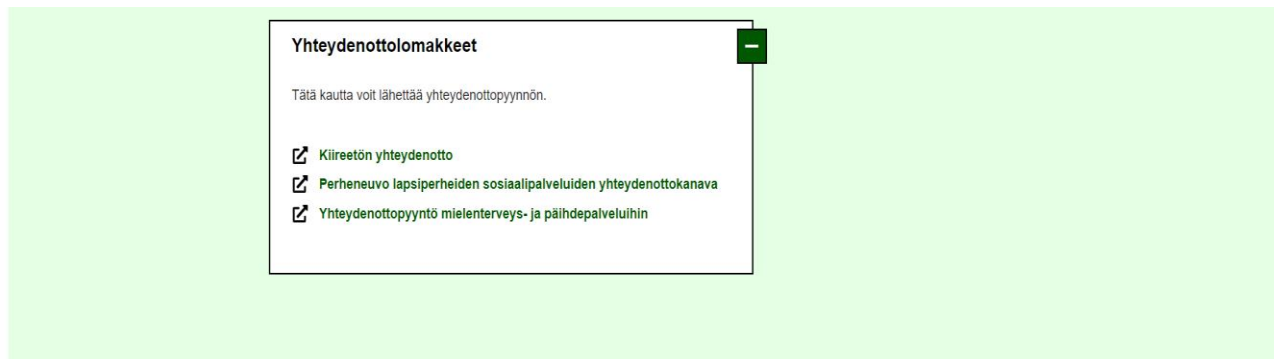 Yhteydenottolomakkeet
Tätä kautta voit lähettää yhteydenottopyynnön.
Kiireetön yhteydenotto
Perheneuvo lapsiperheiden sosiaalipalveluiden yhteydenottokanava
Yhteydenottopyyntö mielenterveys- ja päihdepalveluihin